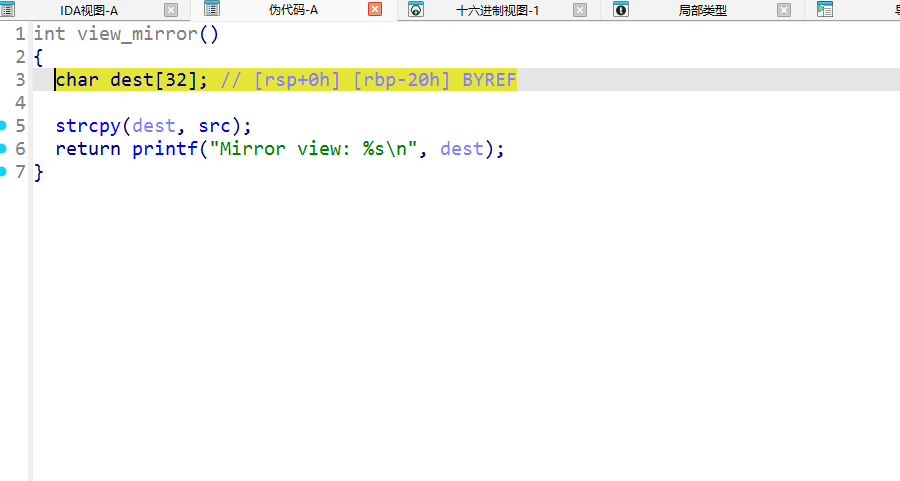 IDA视图-A 伪代码-A 十六进制视图-1 局部类型
1 int view_mirror()
2 {
3 char dest[32]; // [rsp+0h] [rbp-20h] BYREF
4
5 strcpy(dest, src);
6 return printf("Mirror view: %s\n", dest);
7 }